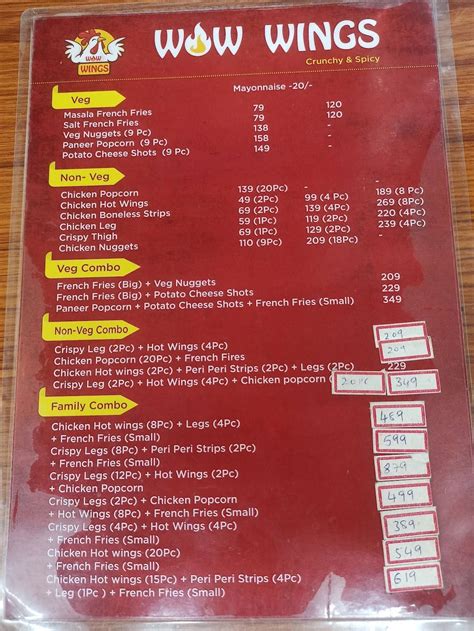 WOW WINGS
WOW
WINGS
Crunchy & Spicy
Veg
Mayonnaise -20/-
Masala French Fries 79 120
Salt French Fries 79 120
Veg Nuggets (9 Pc) 138 -
Paneer Popcorn (9 Pc) 158 -
Potato Cheese Shots (9 Pc) 149
Non- Veg
Chicken Popcorn 139 (20Pc) - -
Chicken Hot Wings 49 (2Pc) 99 (4 Pc) 189 (8 Pc)
Chicken Boneless Strips 69 (2Pc) 139 (4Pc) 269 (8Pc)
Chicken Leg 59 (1Pc) 119 (2Pc) 220 (4Pc)
Crispy Thigh 69 (1Pc) 129 (2Pc) 239 (4Pc)
Chicken Nuggets 110 (9Pc) 209 (18Pc) -
Veg Combo
French Fries (Big) + Veg Nuggets 209
French Fries (Big) + Potato Cheese Shots 229
Paneer Popcorn + Potato Cheese Shots + French Fries (Small) 349
Non-Veg Combo
Crispy Leg (2Pc) + Hot Wings (4Pc) 209
Chicken Popcorn (20Pc) + French Fires 209
Chicken Hot wings (2Pc) + Peri Peri Strips (2Pc) + Legs (2Pc) 229
Crispy Leg (2Pc) + Hot Wings (4Pc) + Chicken popcorn ( 20PC 349
Family Combo
Chicken Hot wings (8Pc) + Legs (4Pc) 469
+ French Fries (Small)
Crispy Legs (8Pc) + Peri Peri Strips (2Pc) 599
+ French Fries (Small)
Crispy Legs (12Pc) + Hot Wings (2Pc) 879
+ Chicken Popcorn
Crispy Legs (2Pc) + Chicken Popcorn 499
+ Hot Wings (8Pc) + French Fries (Small)
Crispy Legs (4Pc) + Hot Wings (4Pc) 389
+ French Fries (Small)
Chicken Hot wings (20Pc) 549
+ French Fries (Small)
Chicken Hot wings (15Pc) + Peri Peri Strips (4Pc) 619
+ Leg (1Pc ) + French Fries (Small)